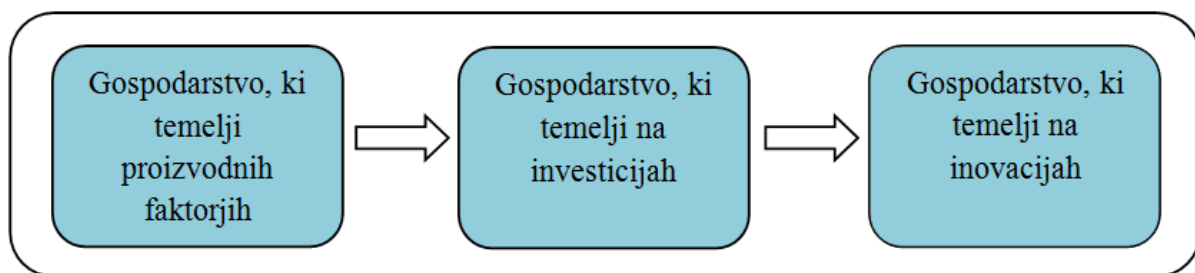 Gospodarstvo, ki
temelji
proizvodnih
faktorjih
Gospodarstvo, ki
temelji na
investicijah
Gospodarstvo, ki
temelji na
inovacijah